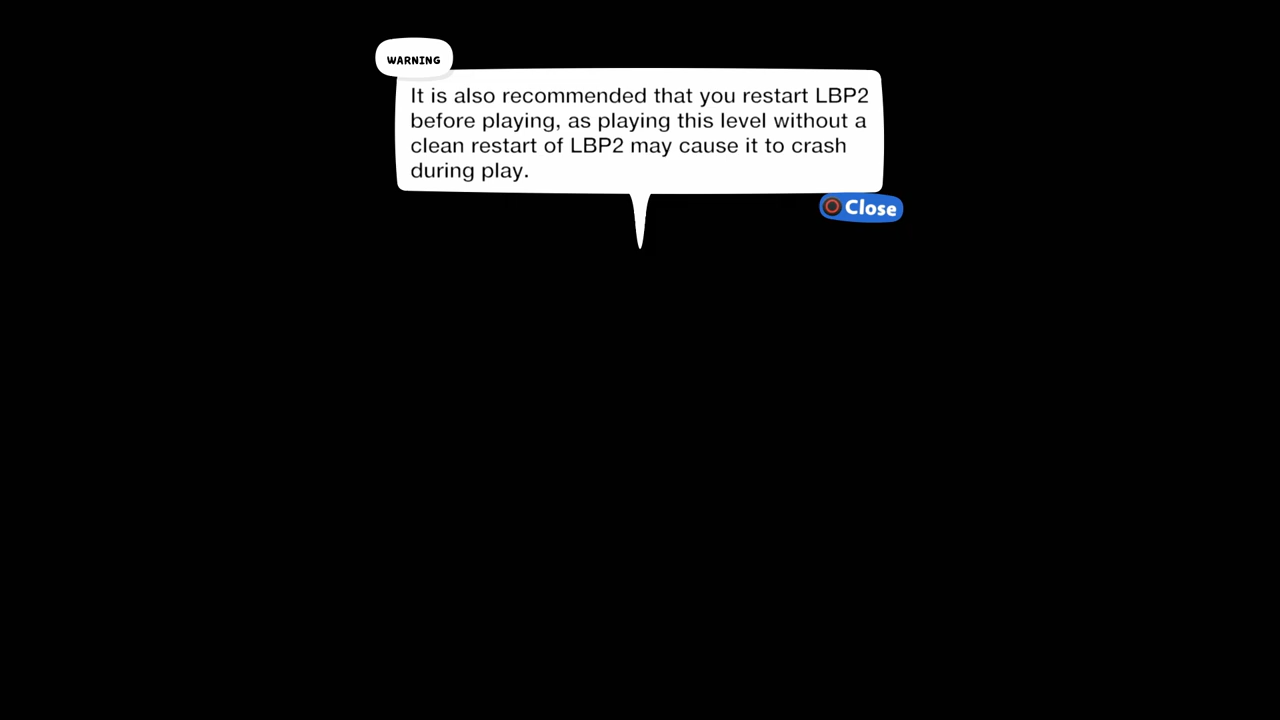 WARNING
It is also recommended that you restart LBP2
before playing, as playing this level without a
clean restart of LBP2 may cause it to crash
during play.
Close